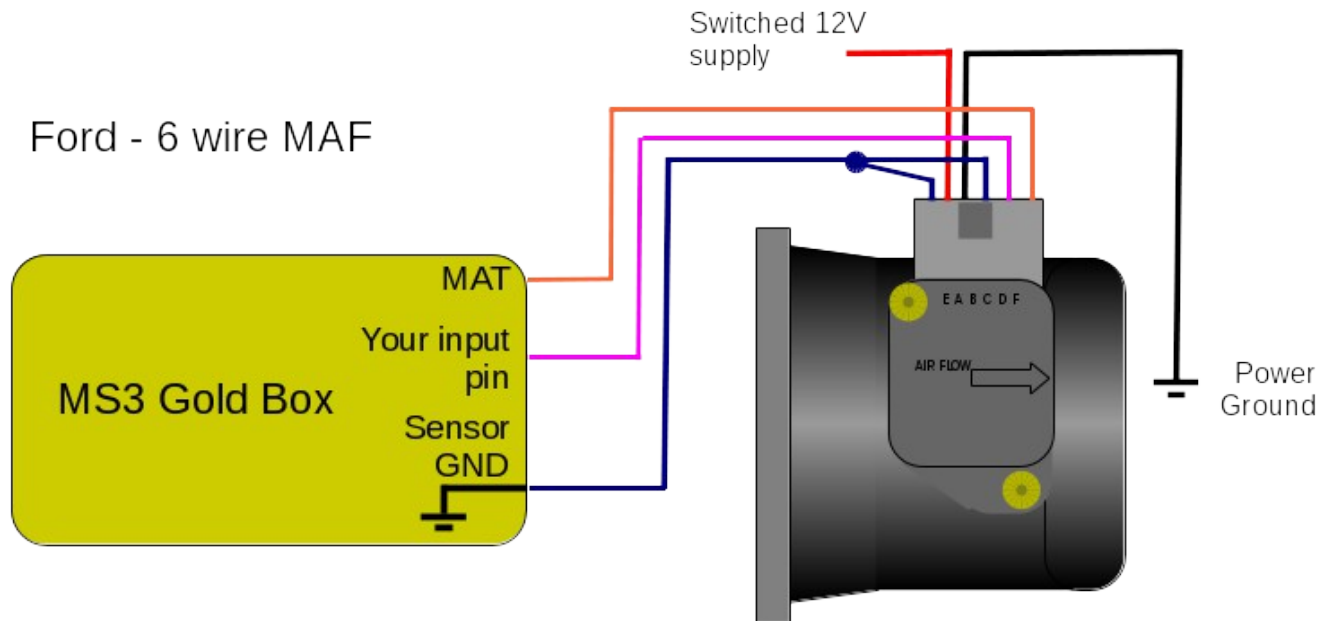 Switched 12V
supply
Ford - 6 wire MAF
MAT
Your input
pin
MS3 Gold Box
Sensor
GND
E A B C D F
AIR FLOW
Power
Ground